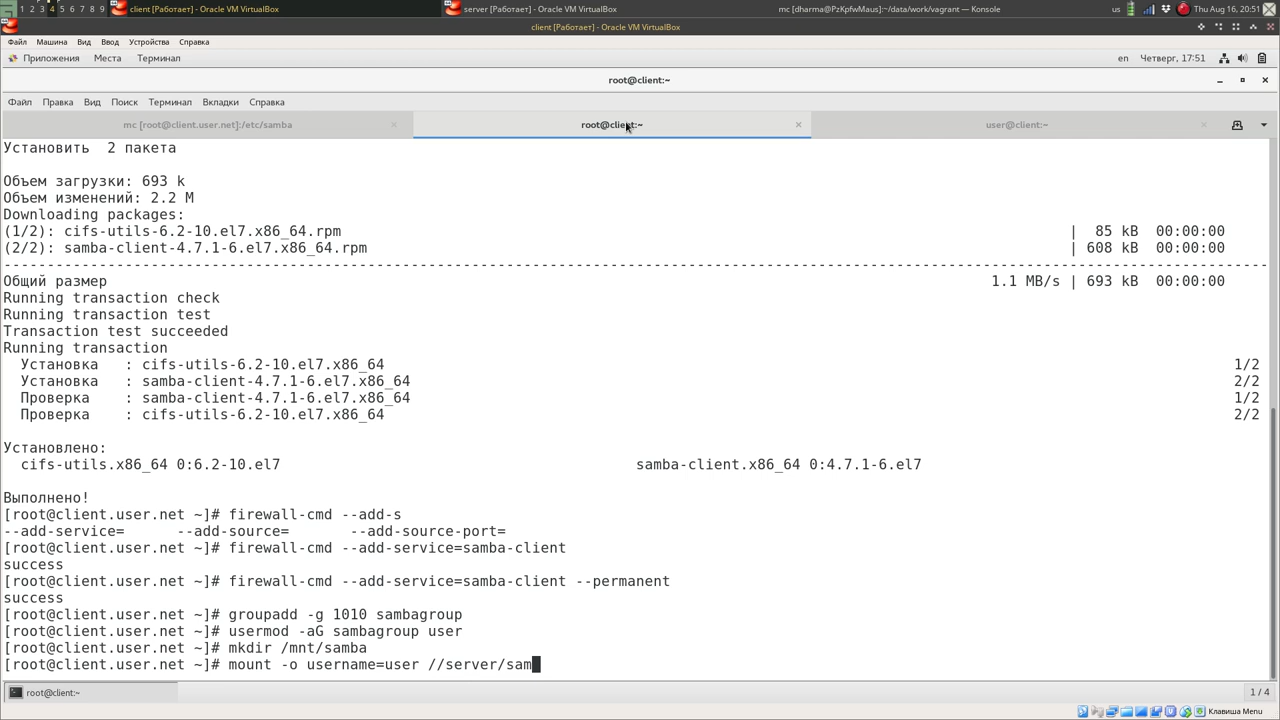 1 2 3 4 5 6 7 8 9 client [Работает] - Oracle VM VirtualBox server [Работает] - Oracle VM VirtualBox mc [dharma@PzKpfwMaus]:~/data/work/vagrant — Konsole us Thu Aug 16, 20:51
client [Работает] - Oracle VM VirtualBox
Файл Машина Вид Ввод Устройства Справка
Приложения Места Терминал en Четверг, 17:51
root@client:~
Файл Правка Вид Поиск Терминал Вкладки Справка
mc [root@client.user.net]:/etc/samba × root@client:~ × user@client:~ ×
Установить  2 пакета
Объем загрузки: 693 k
Объем изменений: 2.2 M
Downloading packages:
(1/2): cifs-utils-6.2-10.el7.x86_64.rpm | 85 kB 00:00:00
(2/2): samba-client-4.7.1-6.el7.x86_64.rpm | 608 kB 00:00:00
--------------------------------------------------------------------------------
Общий размер 1.1 MB/s | 693 kB 00:00:00
Running transaction check
Running transaction test
Transaction test succeeded
Running transaction
Установка : cifs-utils-6.2-10.el7.x86_64 1/2
Установка : samba-client-4.7.1-6.el7.x86_64 2/2
Проверка : samba-client-4.7.1-6.el7.x86_64 1/2
Проверка : cifs-utils-6.2-10.el7.x86_64 2/2
Установлено:
cifs-utils.x86_64 0:6.2-10.el7 samba-client.x86_64 0:4.7.1-6.el7
Выполнено!
[root@client.user.net ~]# firewall-cmd --add-s
--add-service= --add-source= --add-source-port=
[root@client.user.net ~]# firewall-cmd --add-service=samba-client
success
[root@client.user.net ~]# firewall-cmd --add-service=samba-client --permanent
success
[root@client.user.net ~]# groupadd -g 1010 sambagroup
[root@client.user.net ~]# usermod -aG sambagroup user
[root@client.user.net ~]# mkdir /mnt/samba
[root@client.user.net ~]# mount -o username=user //server/sam
root@client:~ 1 / 4
Клавиша Menu